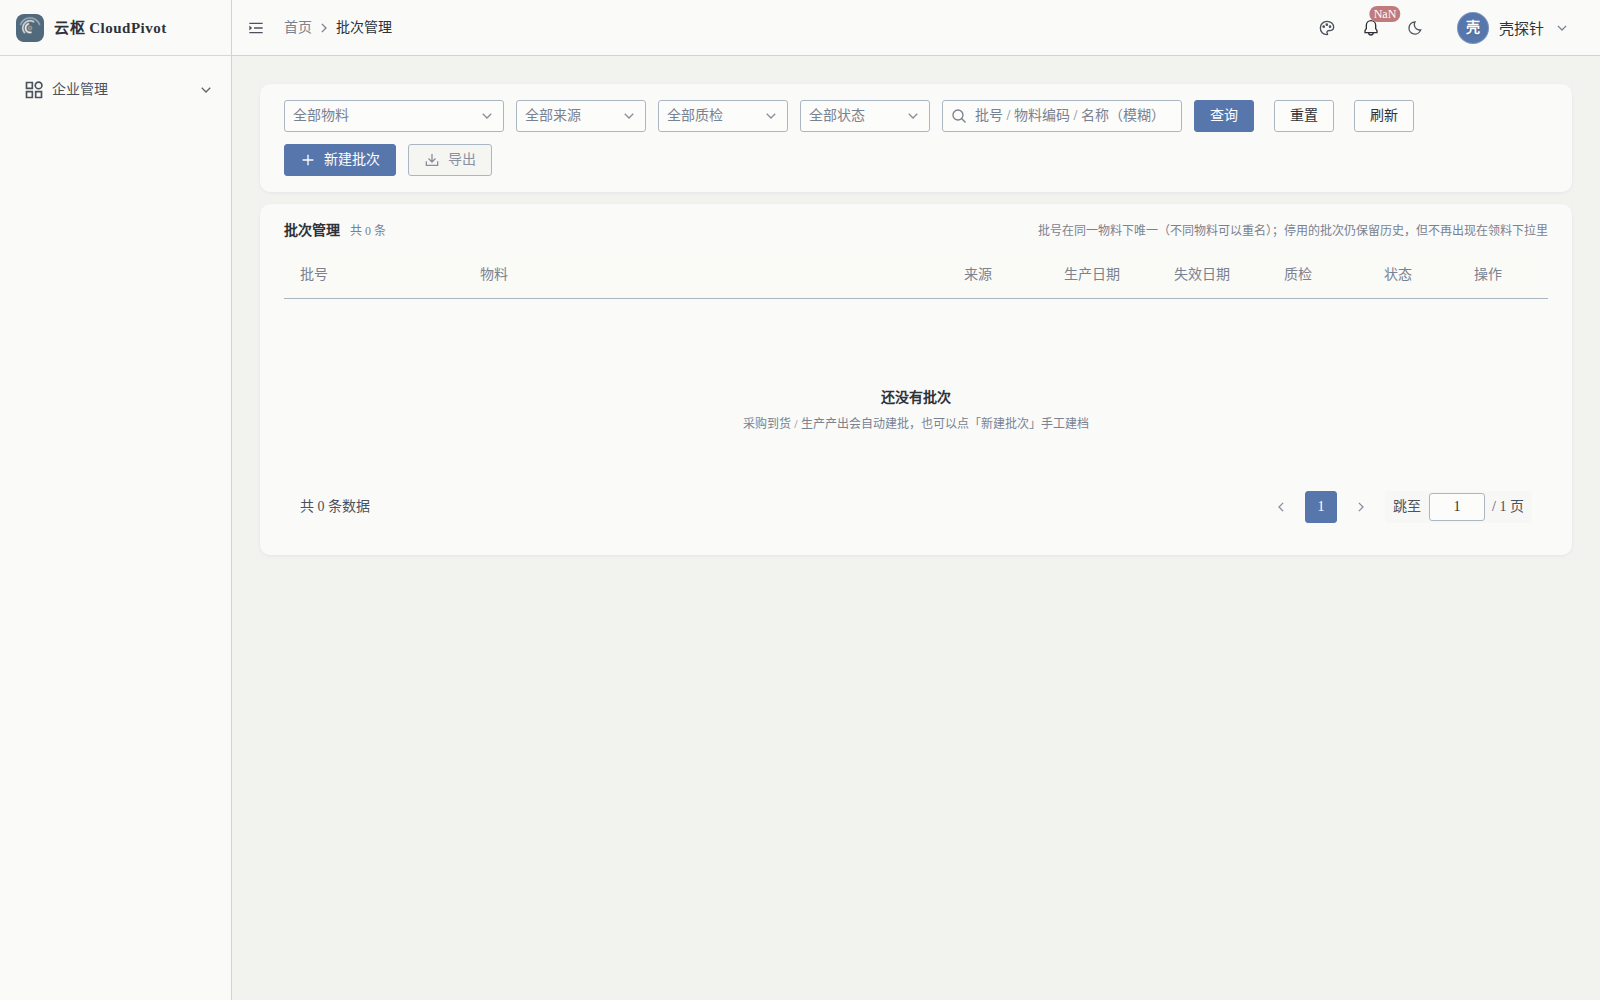 云枢 CloudPivot
首页 > 批次管理
NaN
壳 壳探针
企业管理
全部物料 全部来源 全部质检 全部状态 批号 / 物料编码 / 名称（模糊） 查询 重置 刷新
新建批次 导出
批次管理 共 0 条 批号在同一物料下唯一（不同物料可以重名）；停用的批次仍保留历史，但不再出现在领料下拉里
批号 物料 来源 生产日期 失效日期 质检 状态 操作
还没有批次
采购到货 / 生产产出会自动建批，也可以点「新建批次」手工建档
共 0 条数据 1 跳至 1 / 1 页